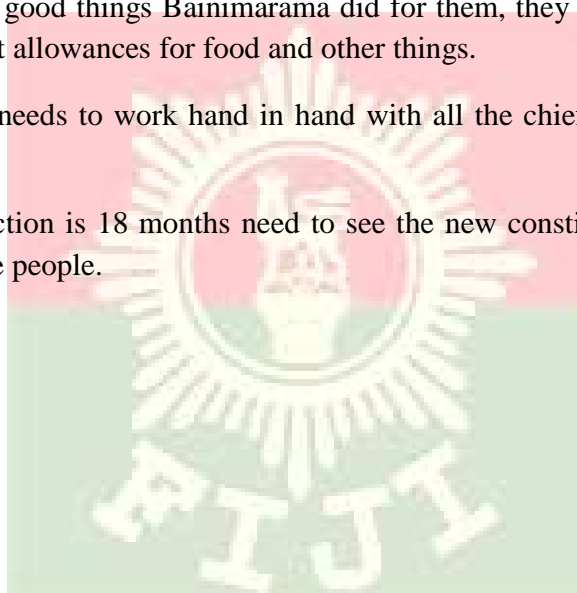 good things Bainimarama did for them, they
t allowances for food and other things.
needs to work hand in hand with all the chief
ction is 18 months need to see the new consti
e people.
FIJI